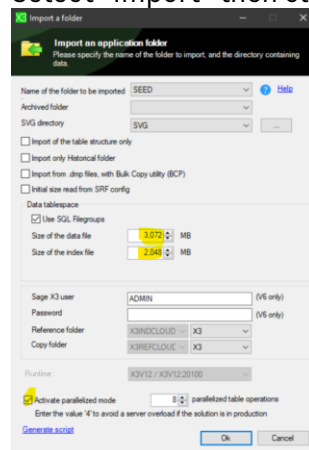 Import a folder
Import an application folder
Please specify the name of the folder to import, and the directory containing
data.
Name of the folder to be imported SEED Help
Archived folder
SVG directory SVG ...
Import of the table structure only
Import only Historical folder
Import from .dmp files, with Bulk Copy utility (BCP)
Initial size read from SRF config
Data tablespace
Use SQL Filegroups
Size of the data file 3,072 MB
Size of the index file 2,048 MB
Sage X3 user ADMIN (V6 only)
Password (V6 only)
Reference folder X3INDCLOUD X3
Copy folder X3REFCLOUD X3
Runtime : X3V12 / X3V12:20100
Activate parallelized mode 8 parallelized table operations
Enter the value '4' to avoid a server overload if the solution is in production
Generate script
Ok Cancel